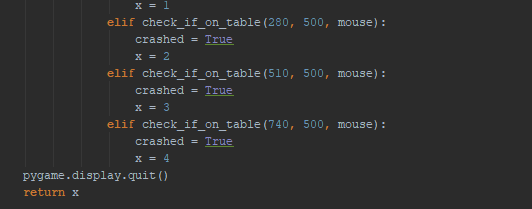 x = 1
elif check_if_on_table(280, 500, mouse):
crashed = True
x = 2
elif check_if_on_table(510, 500, mouse):
crashed = True
x = 3
elif check_if_on_table(740, 500, mouse):
crashed = True
x = 4
pygame.display.quit()
return x